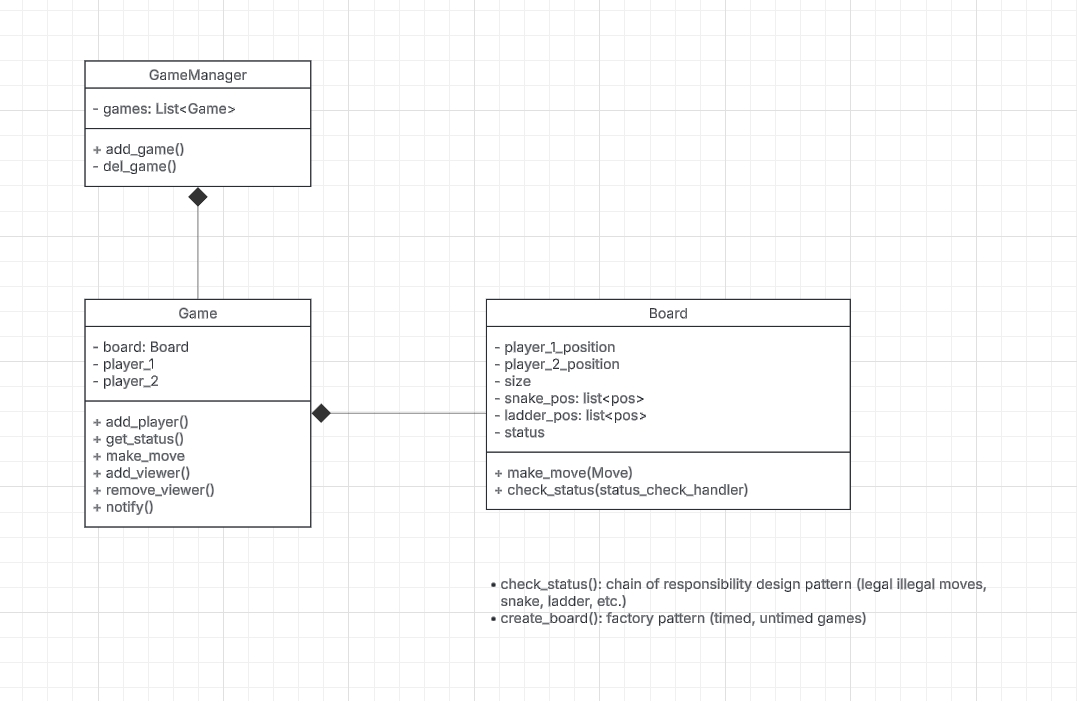 GameManager
- games: List<Game>
+ add_game()
- del_game()
Game
- board: Board
- player_1
- player_2
+ add_player()
+ get_status()
+ make_move
+ add_viewer()
+ remove_viewer()
+ notify()
Board
- player_1_position
- player_2_position
- size
- snake_pos: list<pos>
- ladder_pos: list<pos>
- status
+ make_move(Move)
+ check_status(status_check_handler)
• check_status(): chain of responsibility design pattern (legal illegal moves,
snake, ladder, etc.)
• create_board(): factory pattern (timed, untimed games)